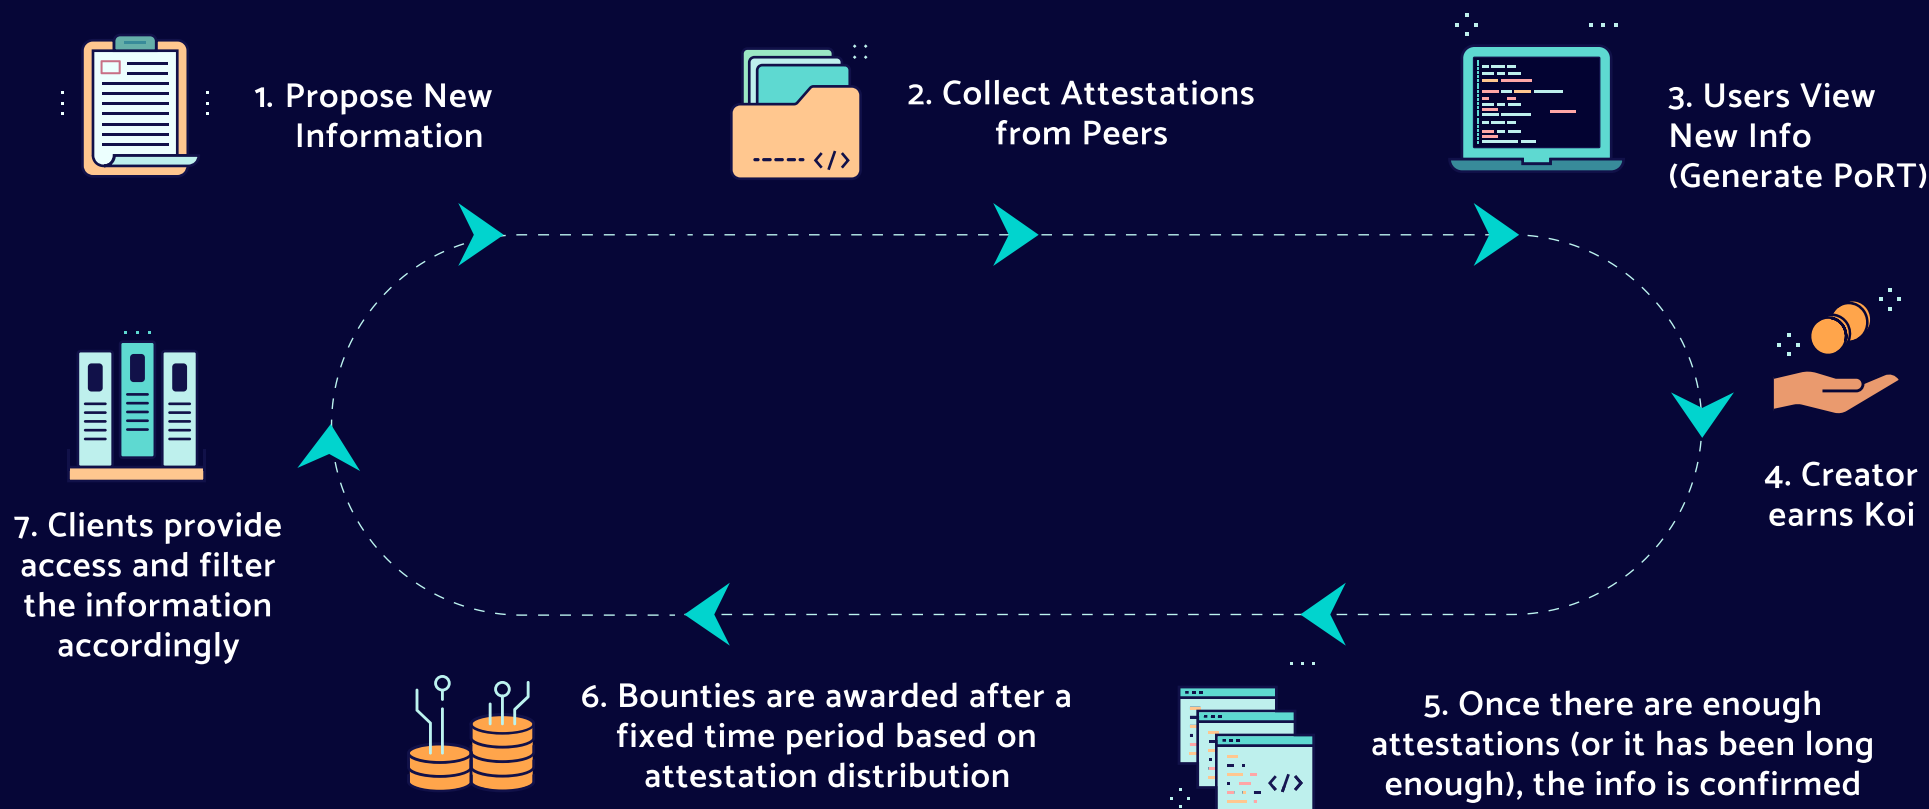 1. Propose New
Information
2. Collect Attestations
from Peers
3. Users View
New Info
(Generate PoRT)
4. Creator
earns Koi
5. Once there are enough
attestations (or it has been long
enough), the info is confirmed
6. Bounties are awarded after a
fixed time period based on
attestation distribution
7. Clients provide
access and filter
the information
accordingly